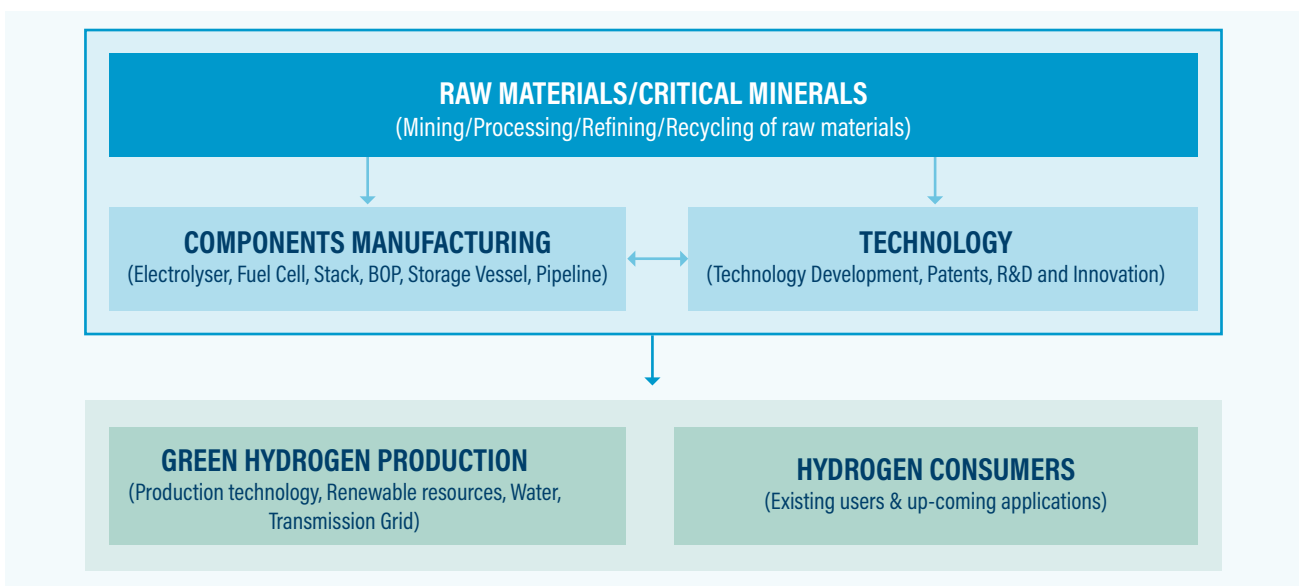 RAW MATERIALS/CRITICAL MINERALS
(Mining/Processing/Refining/Recycling of raw materials)
COMPONENTS MANUFACTURING
(Electrolyser, Fuel Cell, Stack, BOP, Storage Vessel, Pipeline)
TECHNOLOGY
(Technology Development, Patents, R&D and Innovation)
GREEN HYDROGEN PRODUCTION
(Production technology, Renewable resources, Water,
Transmission Grid)
HYDROGEN CONSUMERS
(Existing users & up-coming applications)